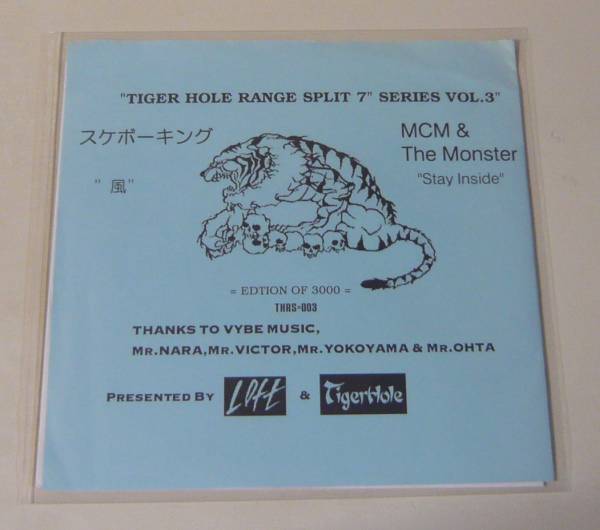 "TIGER HOLE RANGE SPLIT 7" SERIES VOL.3"
スケボーキング
"風"
MCM &
The Monster
"Stay Inside"
= EDTION OF 3000 =
THRS-003
THANKS TO VYBE MUSIC,
MR.NARA,MR.VICTOR,MR.YOKOYAMA & MR.OHTA
PRESENTED BY LOFT & TigerHole